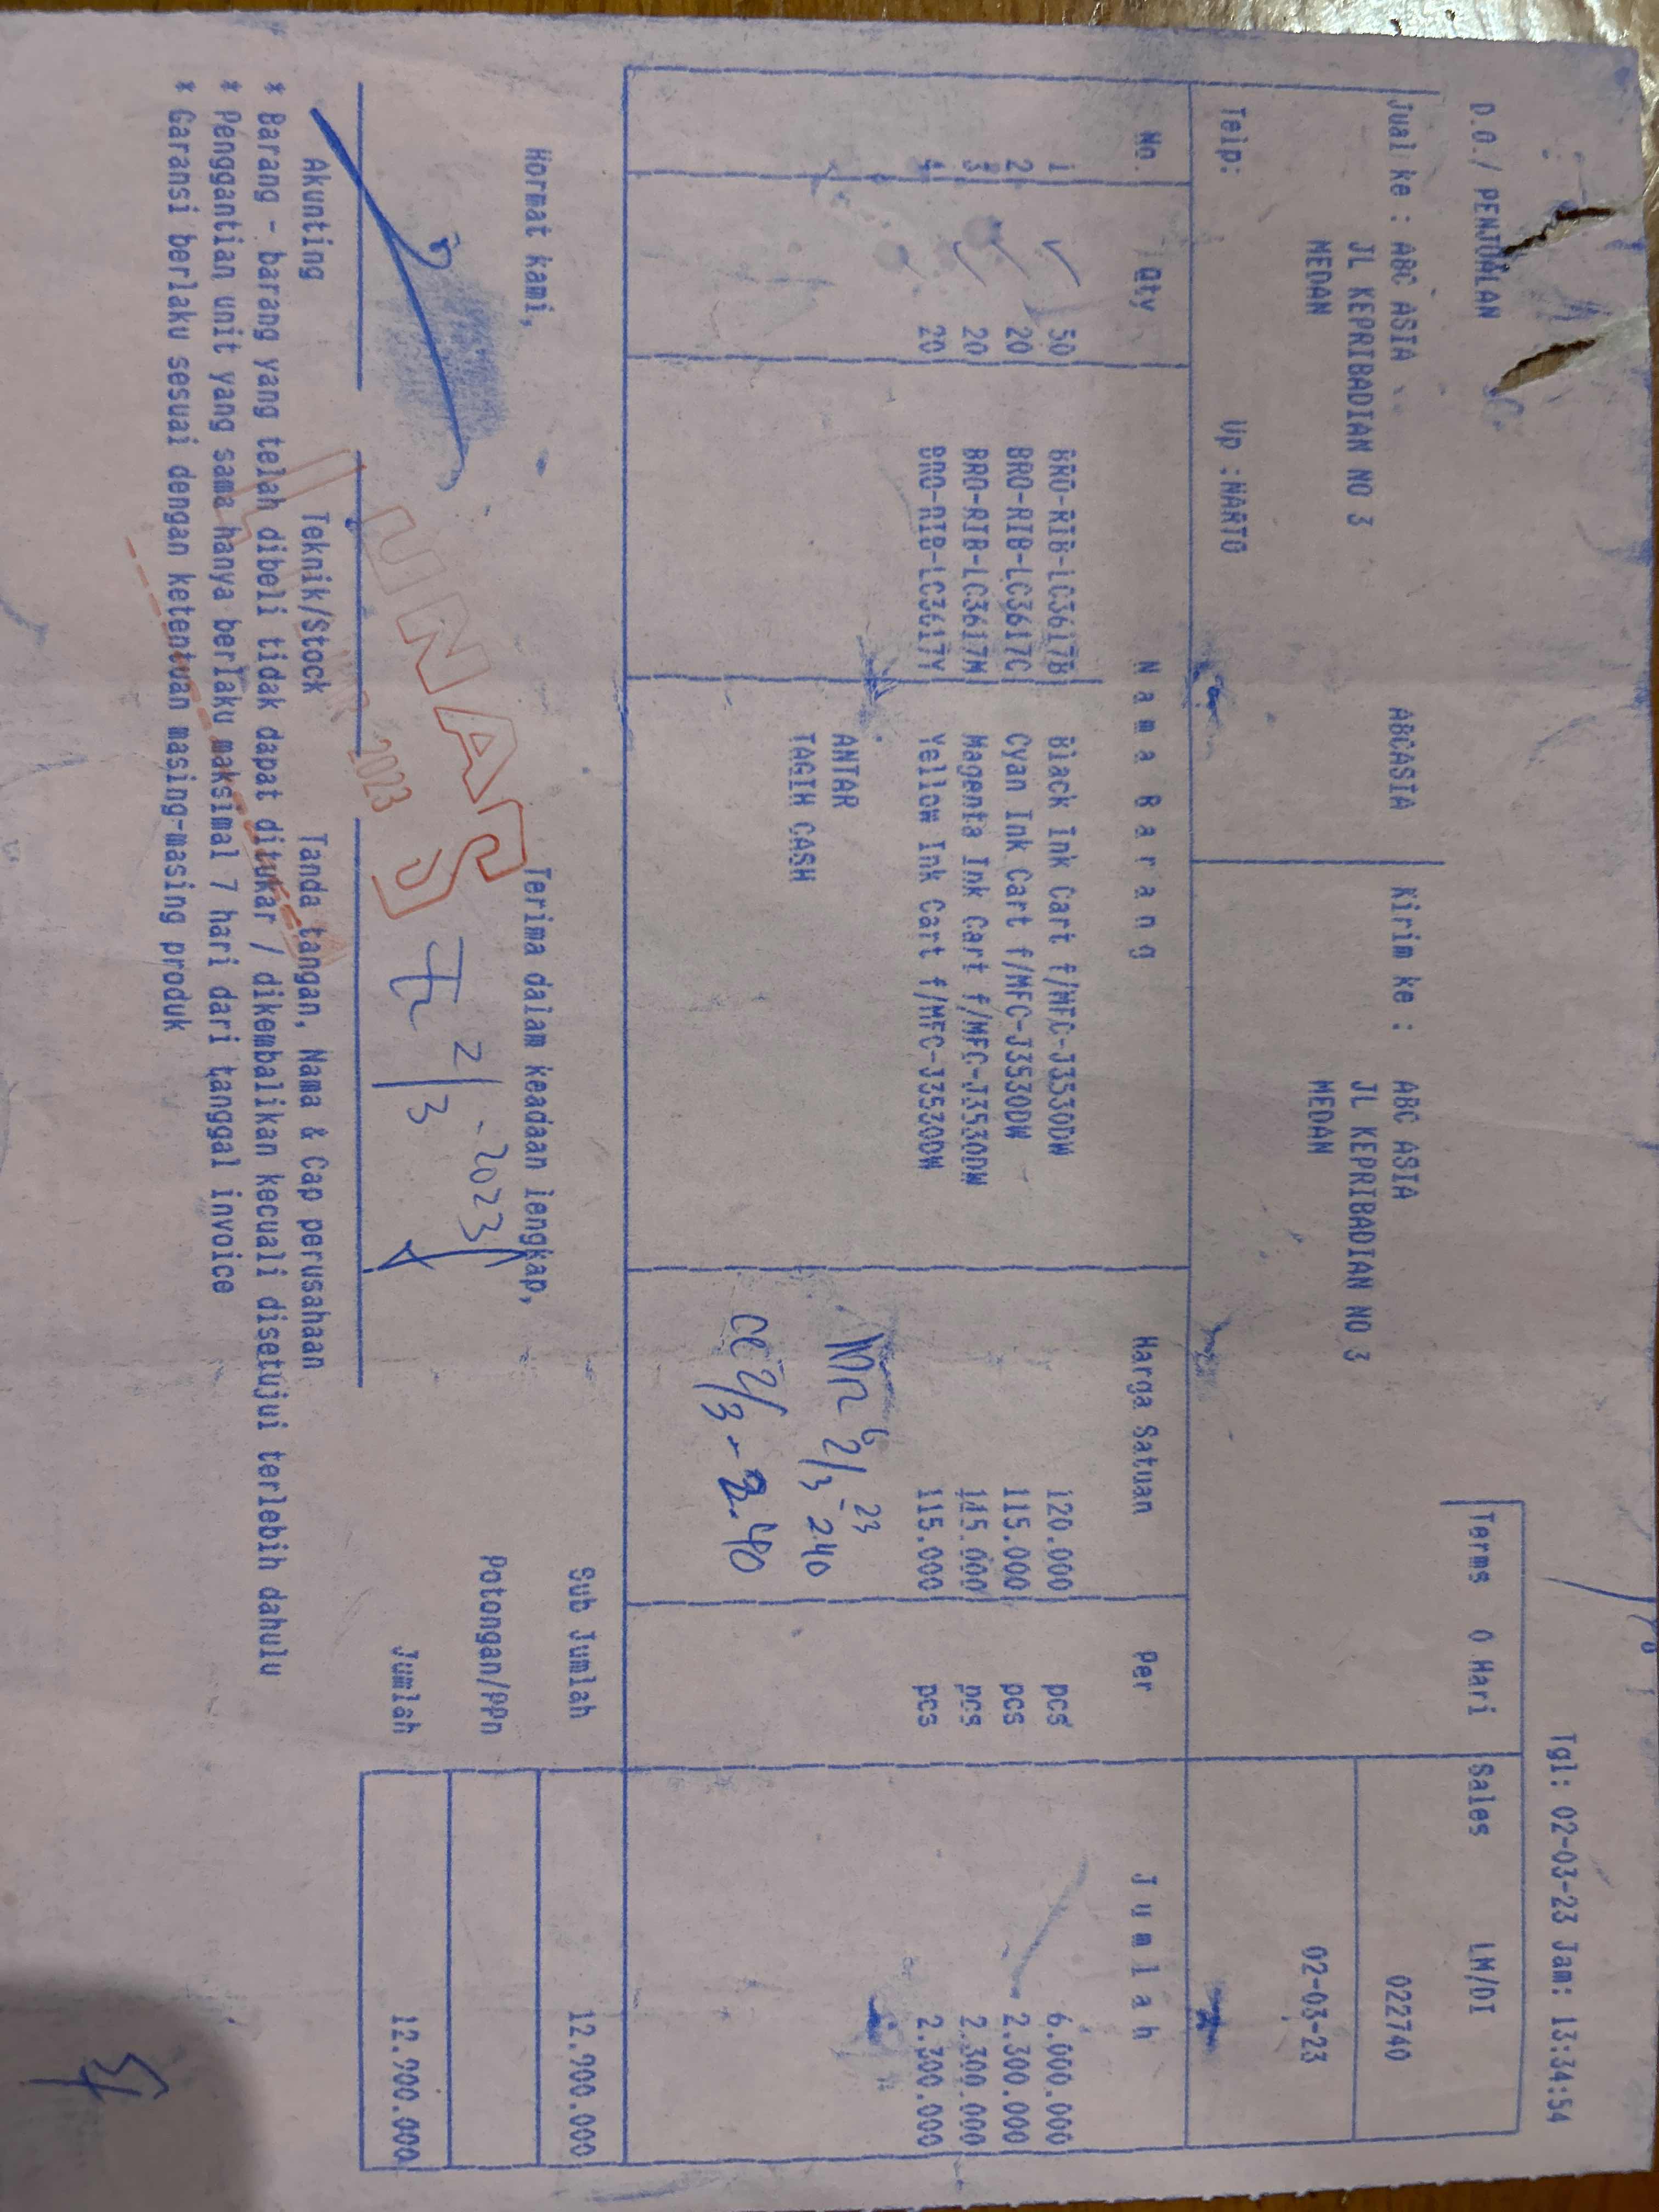 Tgl: 02-03-23 Jam: 13:34:54
D.O./ PENJUALAN
Terms 0 Hari Sales LM/DI
Jual ke : ABC ASIA ABCASIA Kirim ke : ABC ASIA 022740
JL KEPRIBADIAN NO 3 JL KEPRIBADIAN NO 3
MEDAN MEDAN 02-03-23
Telp: Up :NARTO
No. Qty Nama Barang Harga Satuan Per Jumlah
1 50 BRO-RIB-LC3617B Black Ink Cart f/MFC-J3530DW 120.000 pcs 6.000.000
2 20 BRO-RIB-LC3617C Cyan Ink Cart f/MFC-J3530DW 115.000 pcs 2.300.000
3 20 BRO-RIB-LC3617M Magenta Ink Cart f/MFC-J3530DW 115.000 pcs 2.300.000
4 20 BRO-RIB-LC3617Y Yellow Ink Cart f/MFC-J3530DW 115.000 pcs 2.300.000
ANTAR
2/3 23 - 240
TAGIH CASH
2/3 - 2.40
Sub Jumlah 12.900.000
Hormat kami, Terima dalam keadaan lengkap,
Potongan/PPn
LUNAS
2023
2/3 - 2023
Jumlah 12.900.000
Akunting Teknik/Stock Tanda tangan, Nama & Cap perusahaan
* Barang - barang yang telah dibeli tidak dapat ditukar / dikembalikan kecuali disetujui terlebih dahulu
* Penggantian unit yang sama hanya berlaku maksimal 7 hari dari tanggal invoice
* Garansi berlaku sesuai dengan ketentuan masing-masing produk